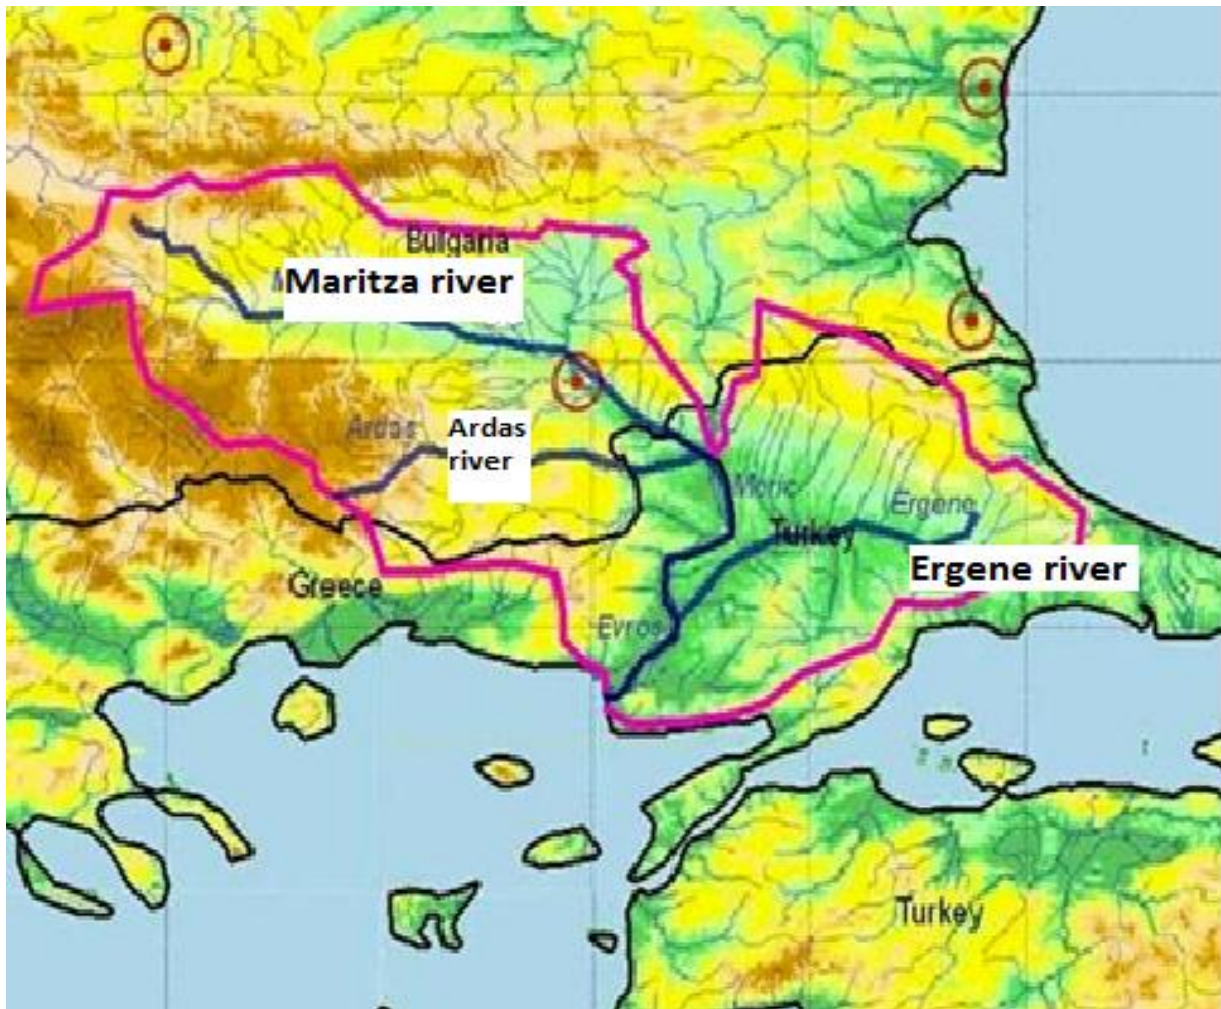 Bulgaria
Maritza river
Ardas
Ardas
river
Meric
Ergene
Turkey
Ergene river
Greece
Evros
Turkey